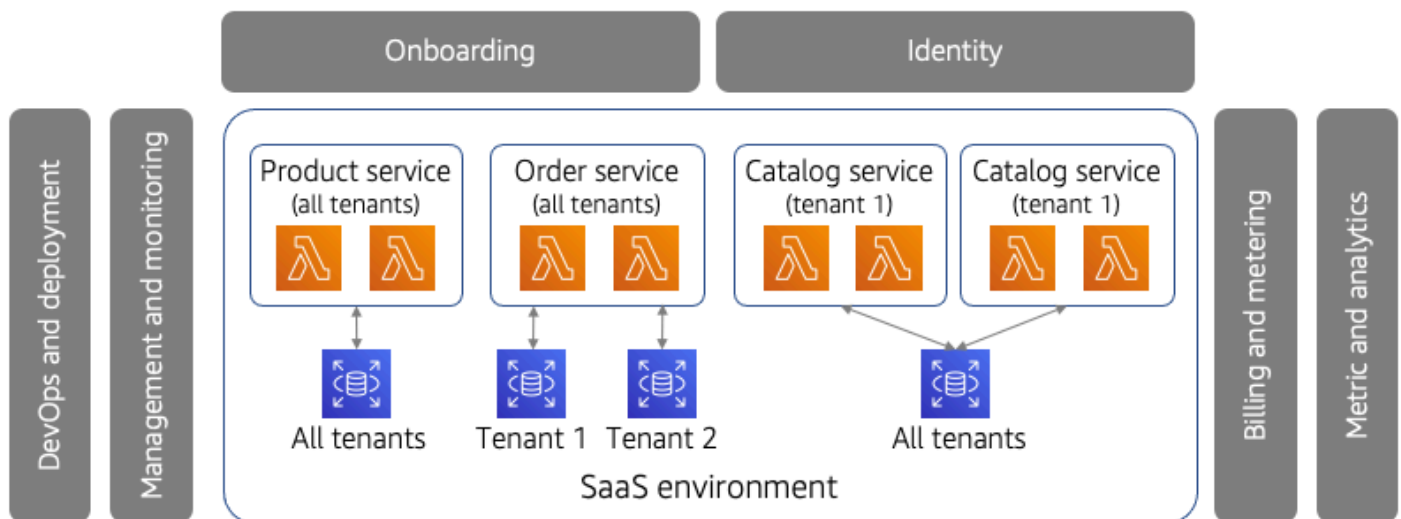 Onboarding
Identity
DevOps and deployment
Management and monitoring
Product service
(all tenants)
Order service
(all tenants)
Catalog service
(tenant 1)
Catalog service
(tenant 1)
All tenants
Tenant 1
Tenant 2
All tenants
SaaS environment
Billing and metering
Metric and analytics